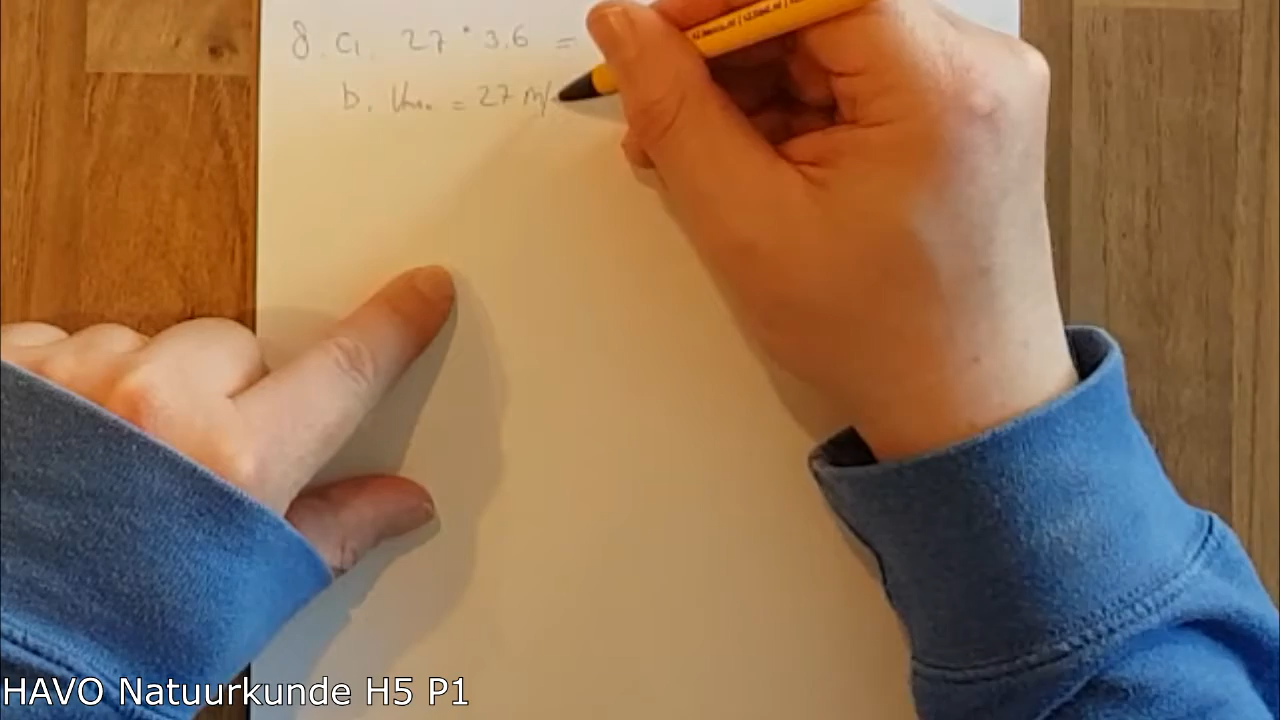 8. a. 27 * 3.6 =
b. = 27 m/
HAVO Natuurkunde H5 P1